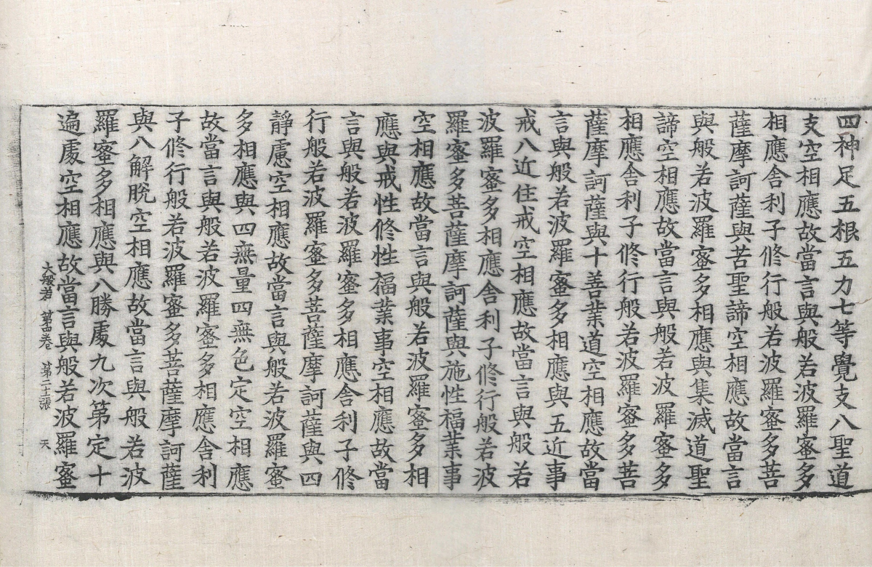 四神足五根五力七等覺支八聖道
支空相應故當言與般若波羅蜜多
相應舍利子修行般若波羅蜜多菩
薩摩訶薩與苦聖諦空相應故當言
與般若波羅蜜多相應與集滅道聖
諦空相應故當言與般若波羅蜜多
相應舍利子修行般若波羅蜜多菩
薩摩訶薩與十善業道空相應故當
言與般若波羅蜜多相應與五近事
戒八近住戒空相應故當言與般若
波羅蜜多相應舍利子修行般若波
羅蜜多菩薩摩訶薩與施性福業事
空相應故當言與般若波羅蜜多相
應與戒性修性福業事空相應故當
言與般若波羅蜜多相應舍利子修
行般若波羅蜜多菩薩摩訶薩與四
靜慮空相應故當言與般若波羅蜜
多相應與四無量四無色定空相應
故當言與般若波羅蜜多相應舍利
子修行般若波羅蜜多菩薩摩訶薩
與八解脫空相應故當言與般若波
羅蜜多相應與八勝處九次第定十
遍處空相應故當言與般若波羅蜜
大般若 天